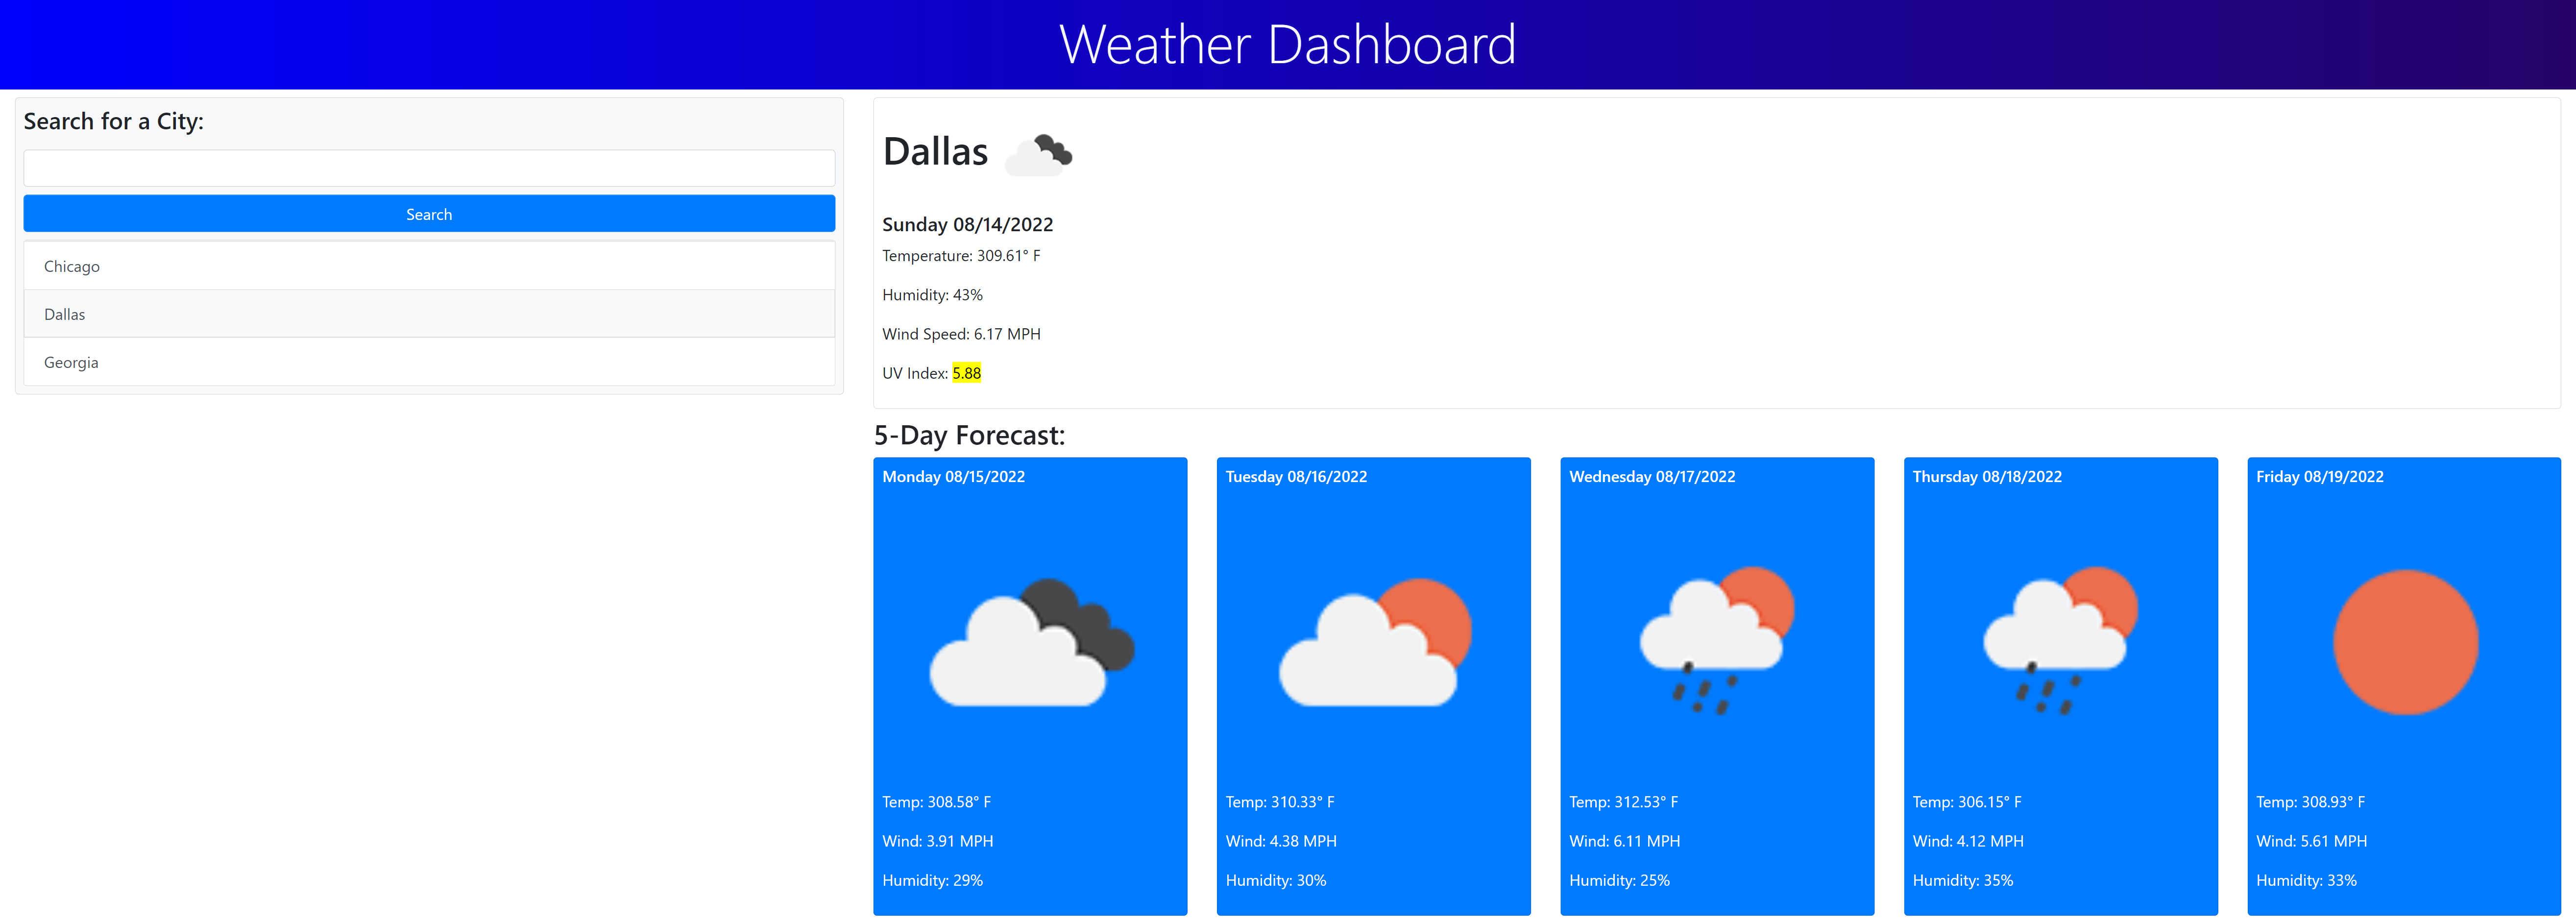 Weather Dashboard
Search for a City:
Search
Chicago
Dallas
Georgia
Dallas
Sunday 08/14/2022
Temperature: 309.61° F
Humidity: 43%
Wind Speed: 6.17 MPH
UV Index: 5.88
5-Day Forecast:
Monday 08/15/2022
Temp: 308.58° F
Wind: 3.91 MPH
Humidity: 29%
Tuesday 08/16/2022
Temp: 310.33° F
Wind: 4.38 MPH
Humidity: 30%
Wednesday 08/17/2022
Temp: 312.53° F
Wind: 6.11 MPH
Humidity: 25%
Thursday 08/18/2022
Temp: 306.15° F
Wind: 4.12 MPH
Humidity: 35%
Friday 08/19/2022
Temp: 308.93° F
Wind: 5.61 MPH
Humidity: 33%